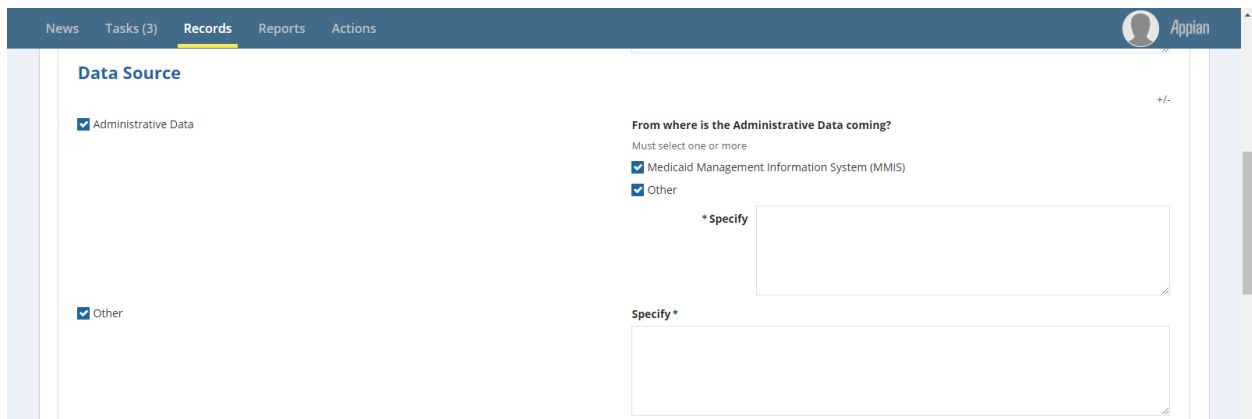 News Tasks (3) Records Reports Actions Appian
Data Source
+/-
Administrative Data
From where is the Administrative Data coming?
Must select one or more
Medicaid Management Information System (MMIS)
Other
* Specify
Other
Specify *